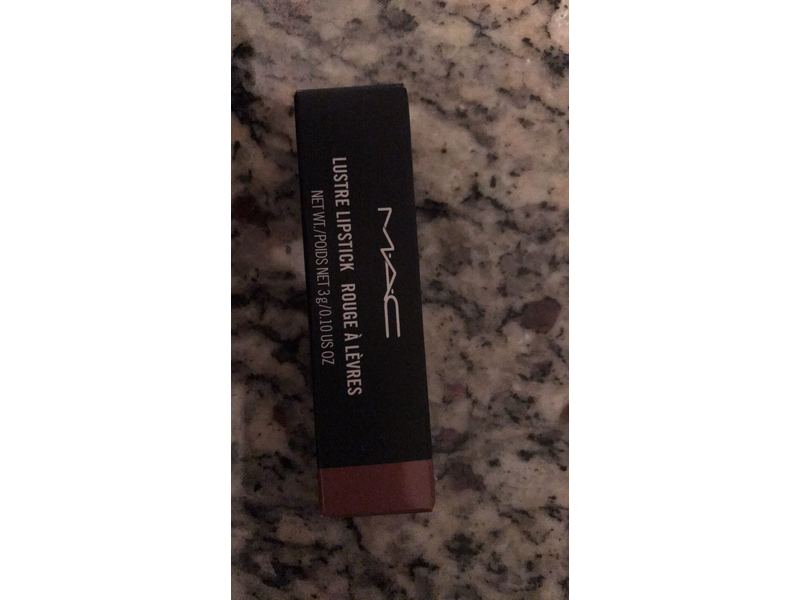 MAC
LUSTRE LIPSTICK ROUGE À LÈVRES
NET WT./POIDS NET 3 g/0.10 US OZ